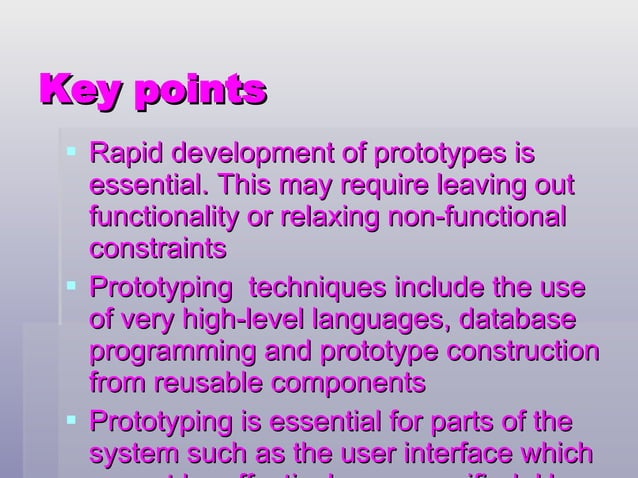 Key points
▪ Rapid development of prototypes is
essential. This may require leaving out
functionality or relaxing non-functional
constraints
▪ Prototyping  techniques include the use
of very high-level languages, database
programming and prototype construction
from reusable components
▪ Prototyping is essential for parts of the
system such as the user interface which